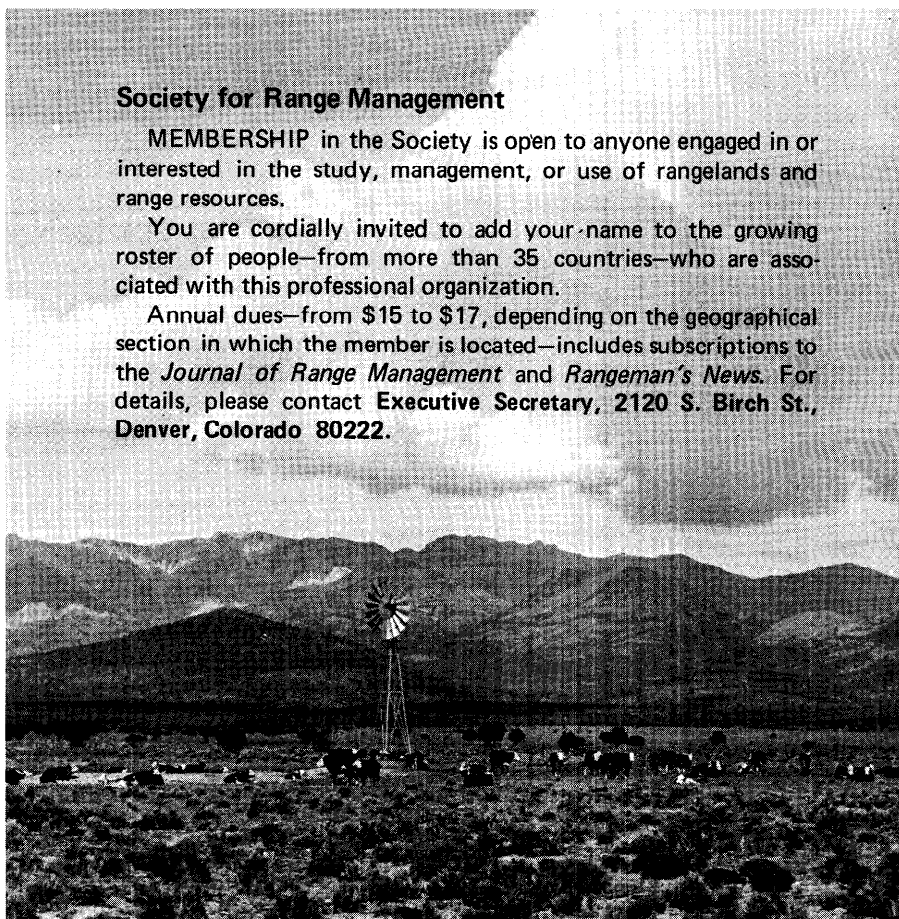 Society for Range Management
MEMBERSHIP in the Society is open to anyone engaged in or
interested in the study, management, or use of rangelands and
range resources.
You are cordially invited to add your name to the growing
roster of people—from more than 35 countries—who are asso-
ciated with this professional organization.
Annual dues—from $15 to $17, depending on the geographical
section in which the member is located—includes subscriptions to
the Journal of Range Management and Rangeman's News. For
details, please contact Executive Secretary, 2120 S. Birch St.,
Denver, Colorado 80222.